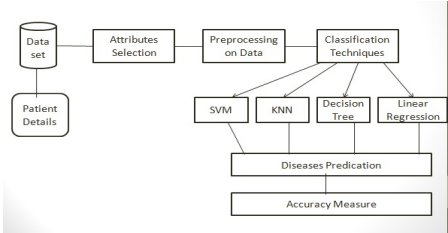 Data
set
Attributes
Selection
Preprocessing
on Data
Classification
Techniques
Patient
Details
SVM
KNN
Decision
Tree
Linear
Regression
Diseases Predication
Accuracy Measure